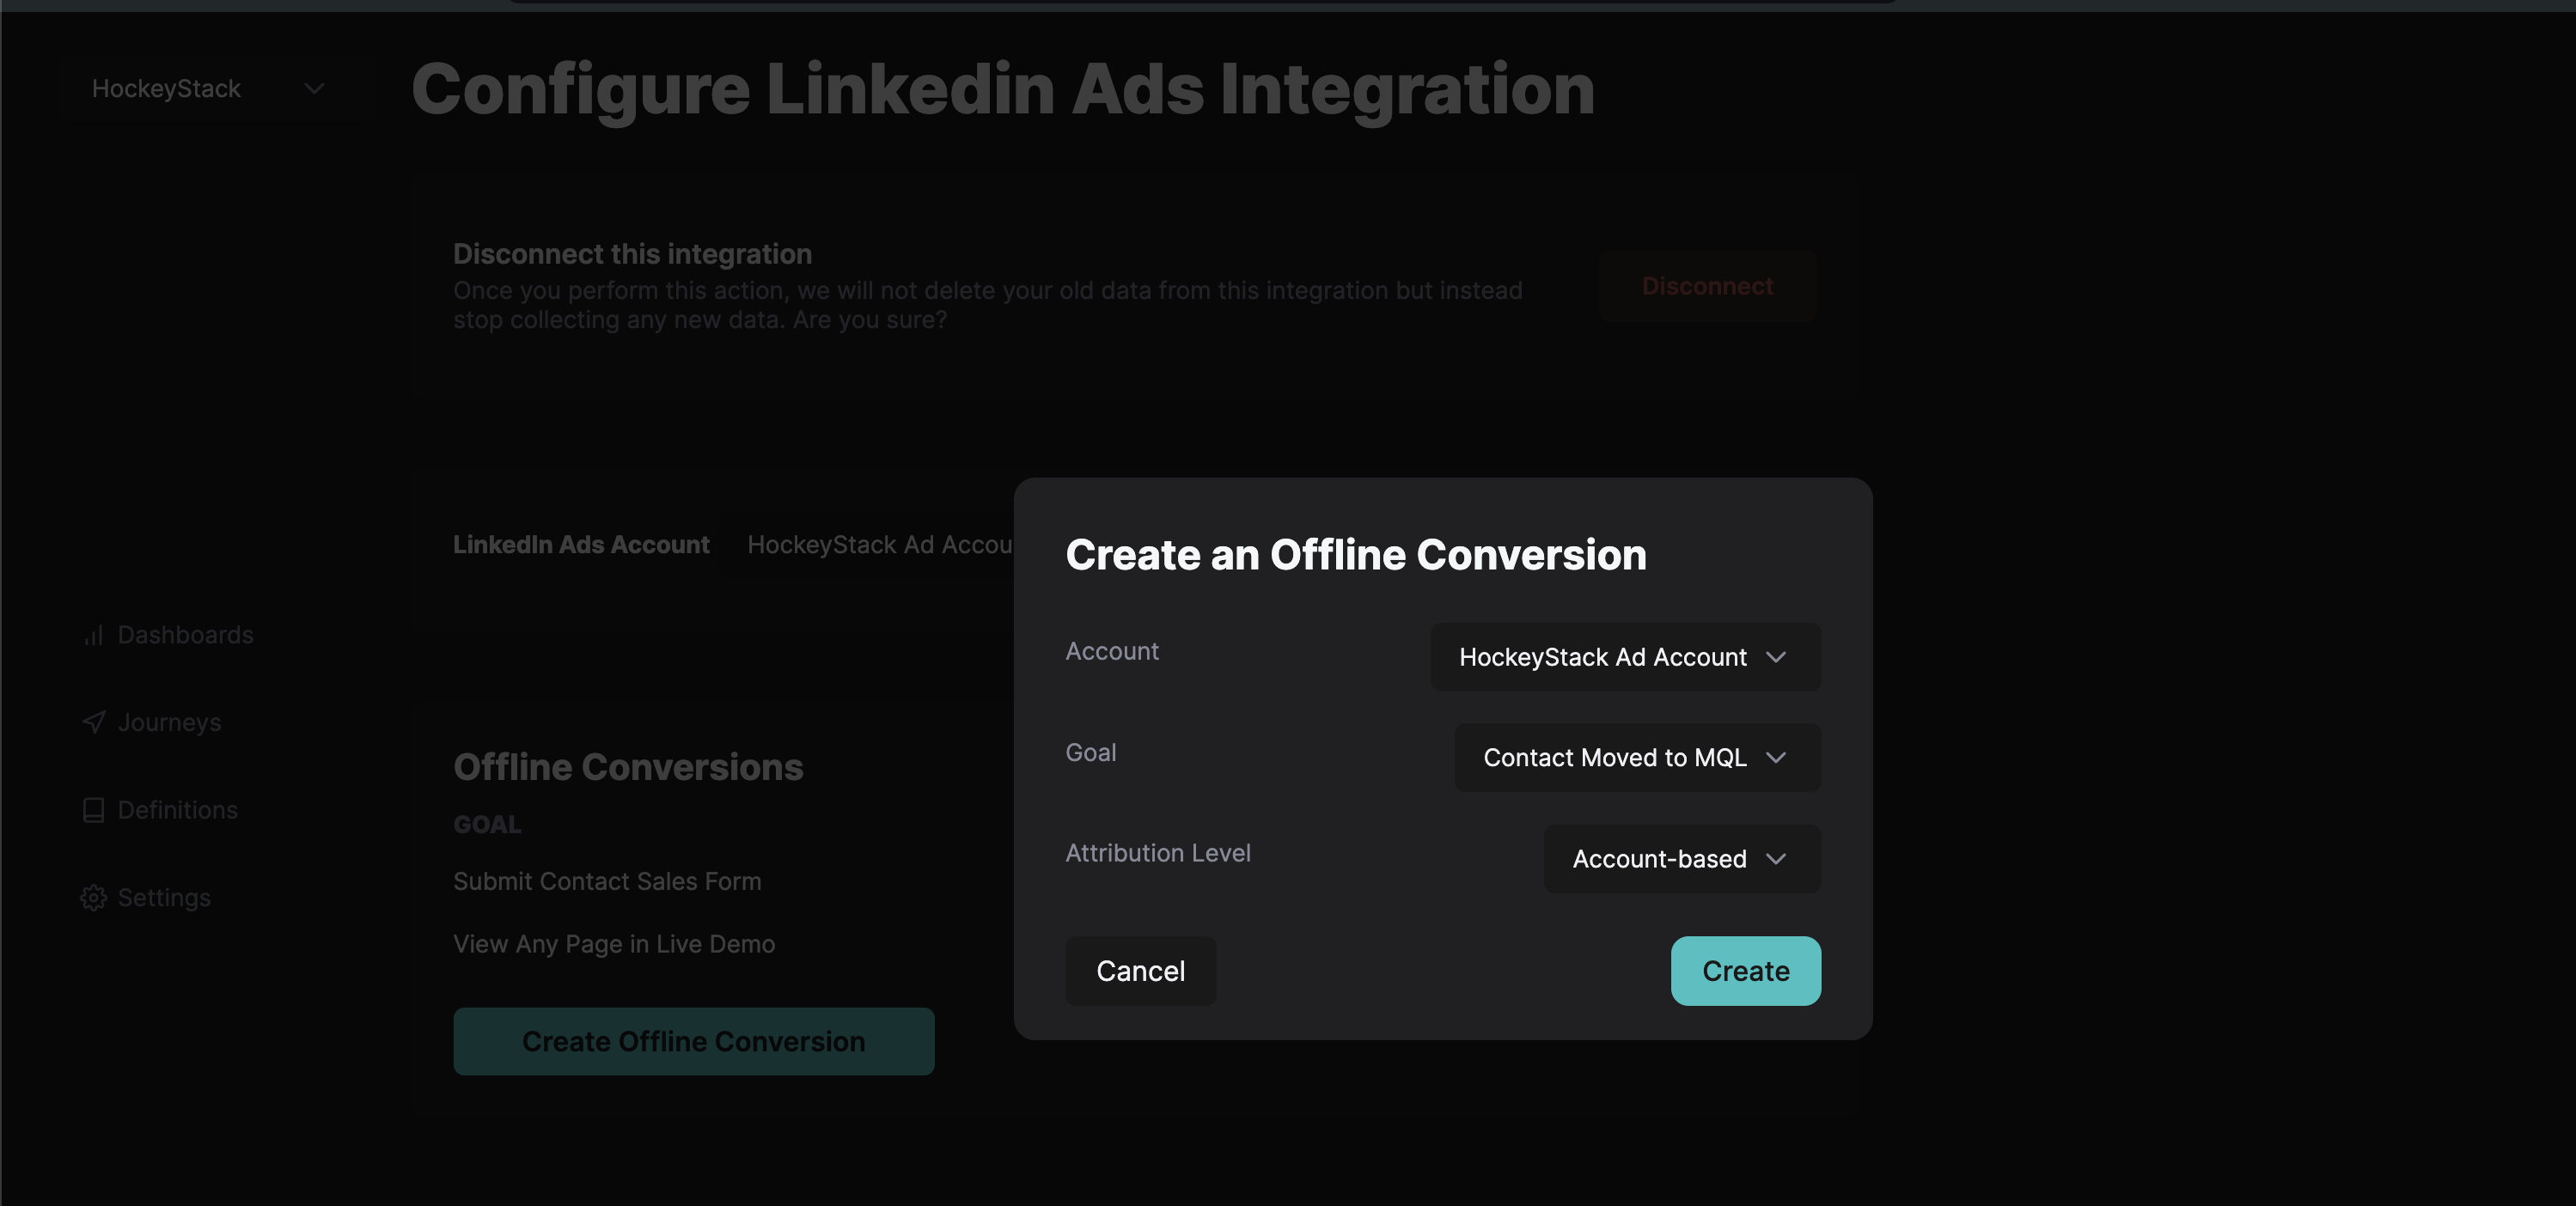 HockeyStack
Configure Linkedin Ads Integration
Disconnect this integration
Once you perform this action, we will not delete your old data from this integration but instead
stop collecting any new data. Are you sure?
Disconnect
LinkedIn Ads Account
HockeyStack Ad Accou
Dashboards
Journeys
Definitions
Settings
Offline Conversions
GOAL
Submit Contact Sales Form
View Any Page in Live Demo
Create Offline Conversion
Create an Offline Conversion
Account
HockeyStack Ad Account
Goal
Contact Moved to MQL
Attribution Level
Account-based
Cancel
Create